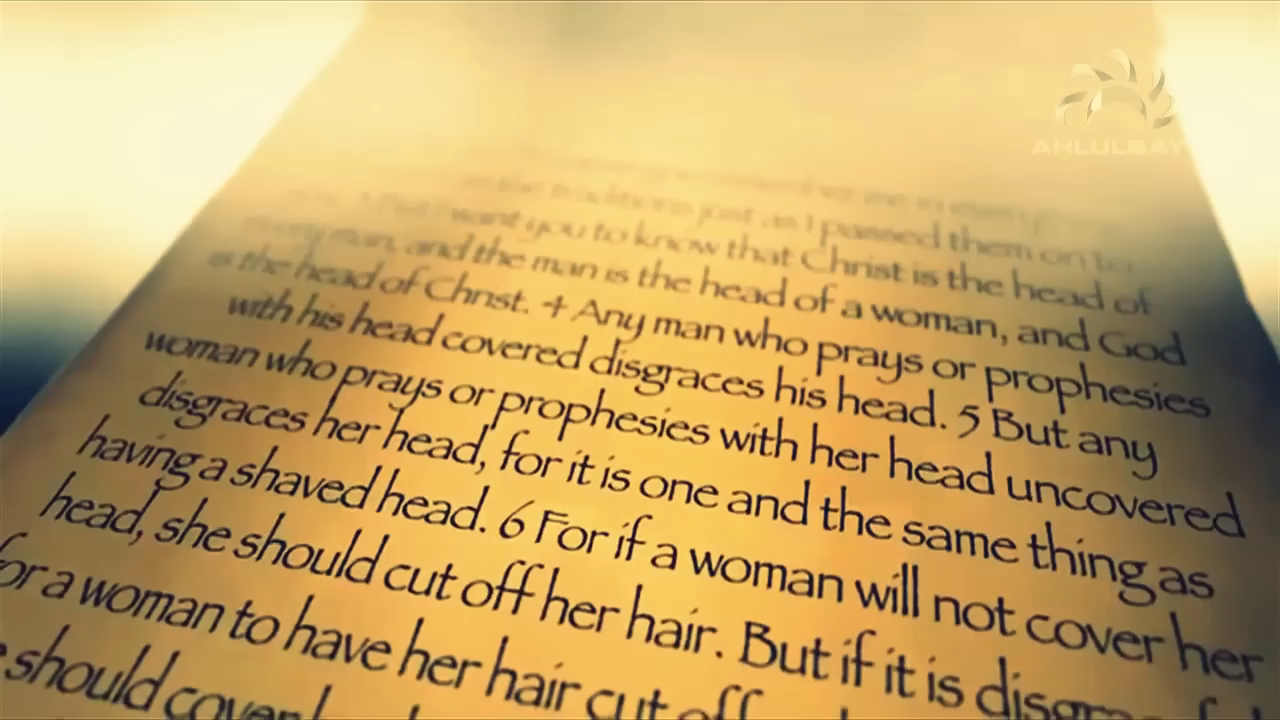 AHLULBAY
the traditions just as I passed them on to
But I want you to know that Christ is the head of
every man, and the man is the head of a woman, and God
is the head of Christ. 4 Any man who prays or prophesies
with his head covered disgraces his head. 5 But any
woman who prays or prophesies with her head uncovered
disgraces her head, for it is one and the same thing as
having a shaved head. 6 For if a woman will not cover her
head, she should cut off her hair. But if it is
for a woman to have her hair cut off
should cover